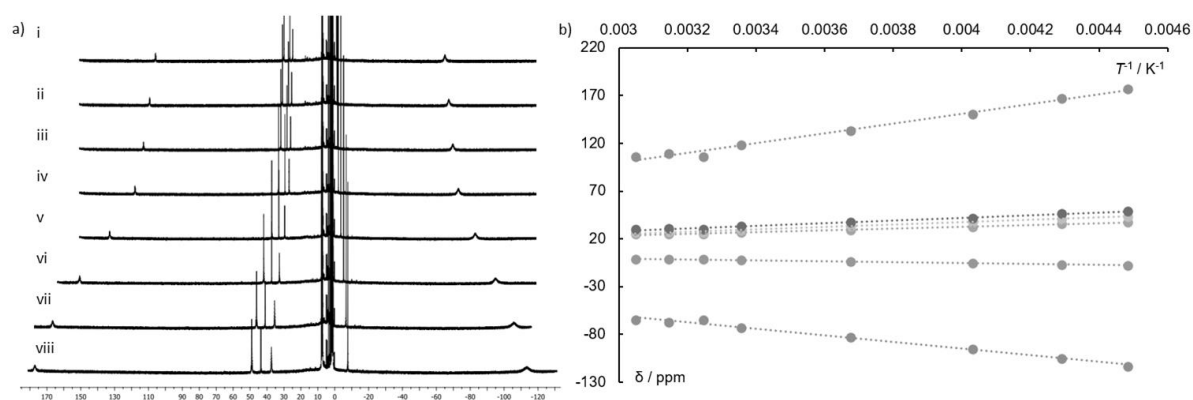 a)
i
ii
iii
iv
v
vi
vii
viii
170 150 130 110 100 90 80 70 60 50 40 30 20 10 0 -20 -40 -60 -80 -100 -120
b)
0.003 0.0032 0.0034 0.0036 0.0038 0.004 0.0042 0.0044 0.0046
T⁻¹ / K⁻¹
220
170
120
70
20
-30
-80
-130
δ / ppm